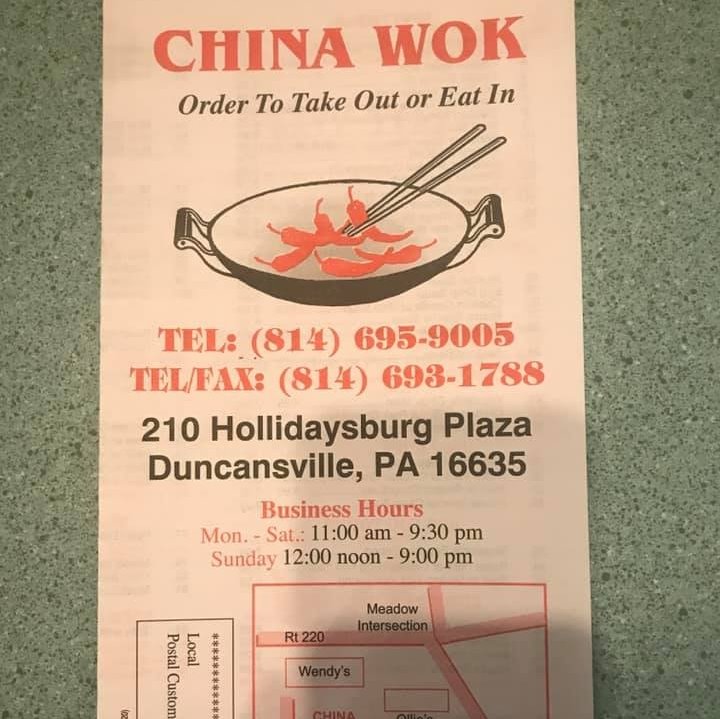 CHINA WOK
Order To Take Out or Eat In
TEL: (814) 695-9005
TEL/FAX: (814) 693-1788
210 Hollidaysburg Plaza
Duncansville, PA 16635
Business Hours
Mon. - Sat.: 11:00 am - 9:30 pm
Sunday 12:00 noon - 9:00 pm
Meadow
Intersection
Rt 220
Wendy's
CHINA
Ollie's
Local
Postal Custom